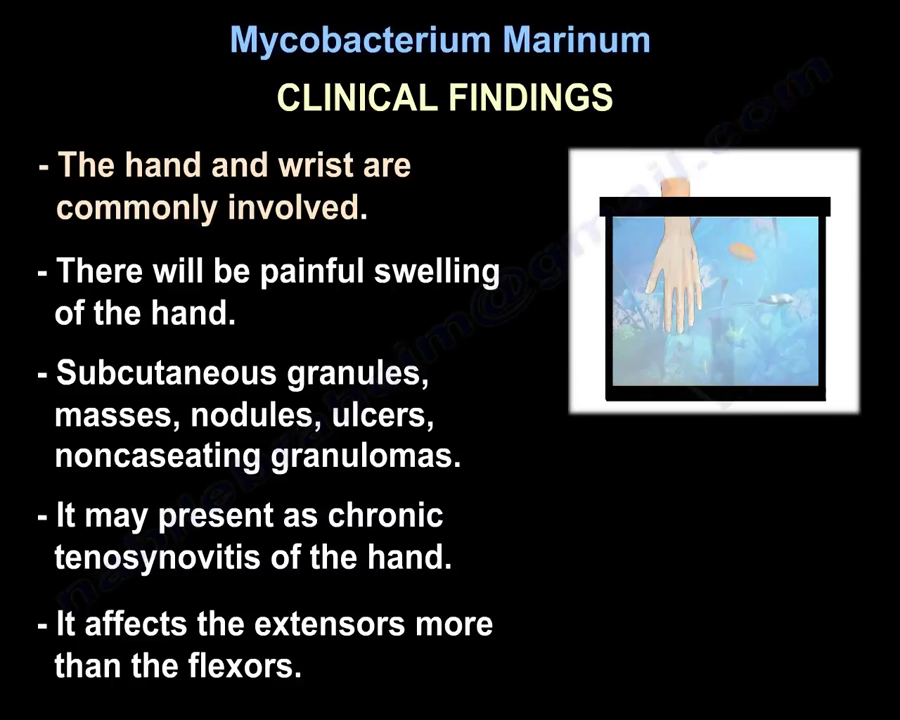 Mycobacterium Marinum
CLINICAL FINDINGS
- The hand and wrist are
commonly involved.
- There will be painful swelling
of the hand.
- Subcutaneous granules,
masses, nodules, ulcers,
noncaseating granulomas.
- It may present as chronic
tenosynovitis of the hand.
- It affects the extensors more
than the flexors.